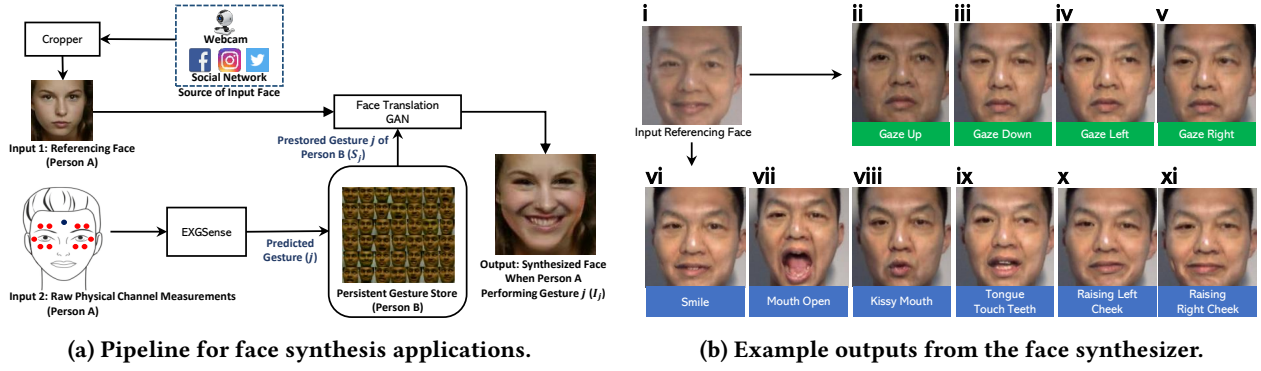 Cropper
Webcam
Social Network
Source of Input Face
Input 1: Referencing Face
(Person A)
Face Translation
GAN
Prestored Gesture j of
Person B (Sj)
EXGSense
Predicted
Gesture (j)
Input 2: Raw Physical Channel Measurements
(Person A)
Persistent Gesture Store
(Person B)
Output: Synthesized Face
When Person A
Performing Gesture j (Ij)
(a) Pipeline for face synthesis applications.
i
ii
iii
iv
v
Input Referencing Face
Gaze Up
Gaze Down
Gaze Left
Gaze Right
vi
vii
viii
ix
x
xi
Smile
Mouth Open
Kissy Mouth
Tongue
Touch Teeth
Raising Left
Cheek
Raising
Right Cheek
(b) Example outputs from the face synthesizer.